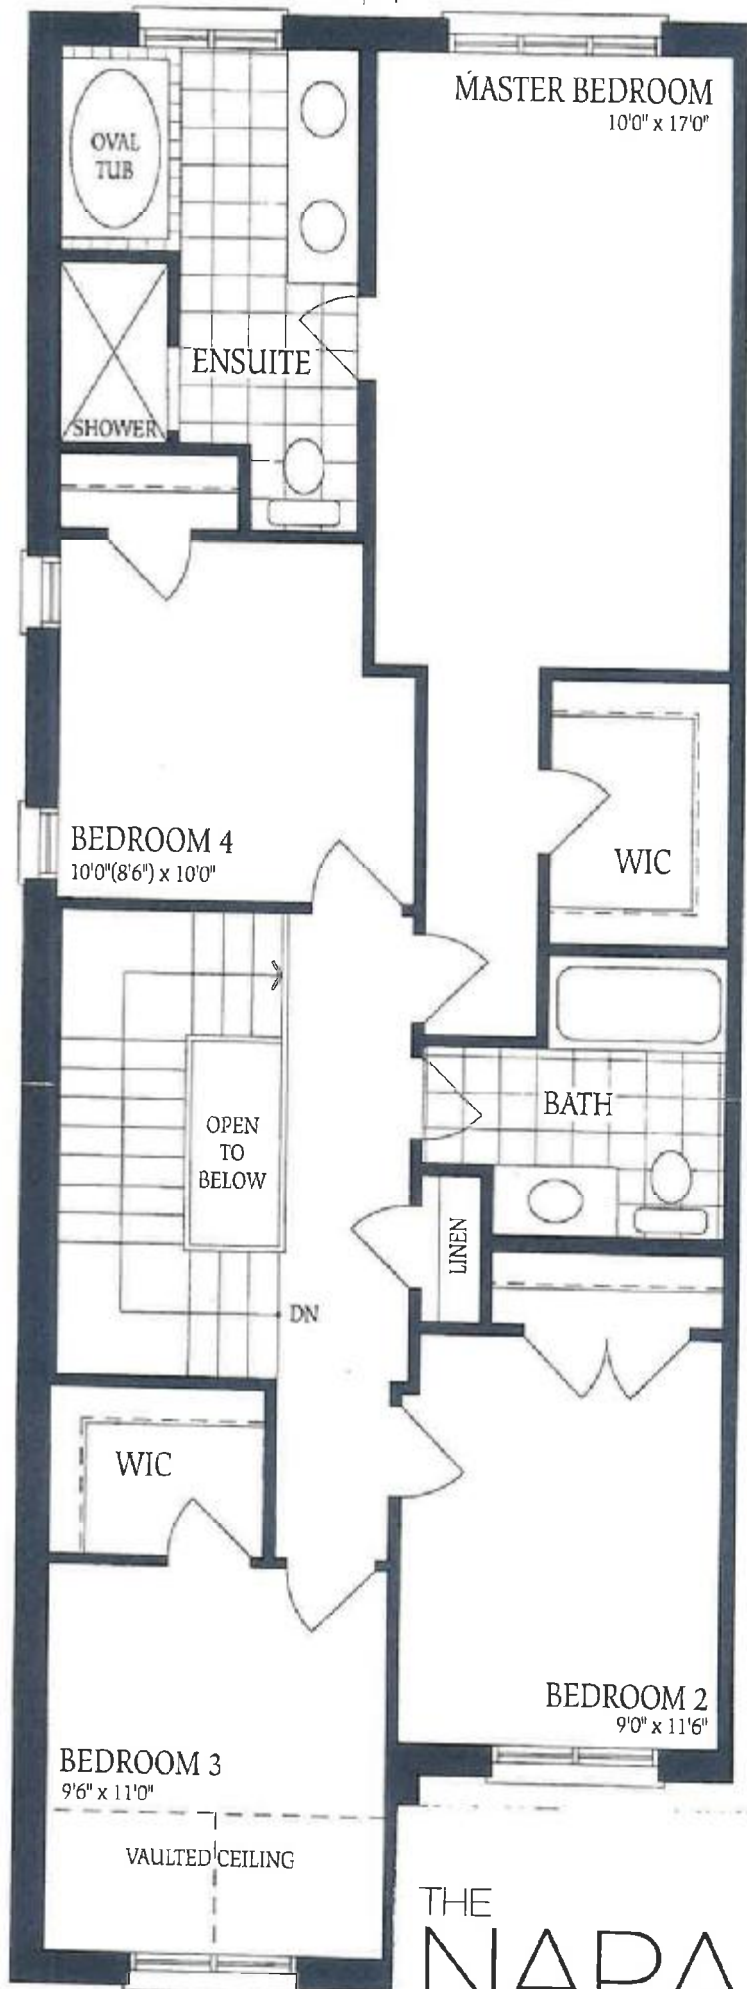 MASTER BEDROOM
10'0" x 17'0"
OVAL
TUB
ENSUITE
SHOWER
BEDROOM 4
10'0"(8'6") x 10'0"
WIC
OPEN
TO
BELOW
BATH
LINEN
DN
WIC
BEDROOM 2
9'0" x 11'6"
BEDROOM 3
9'6" x 11'0"
VAULTED CEILING
THE
NAPA